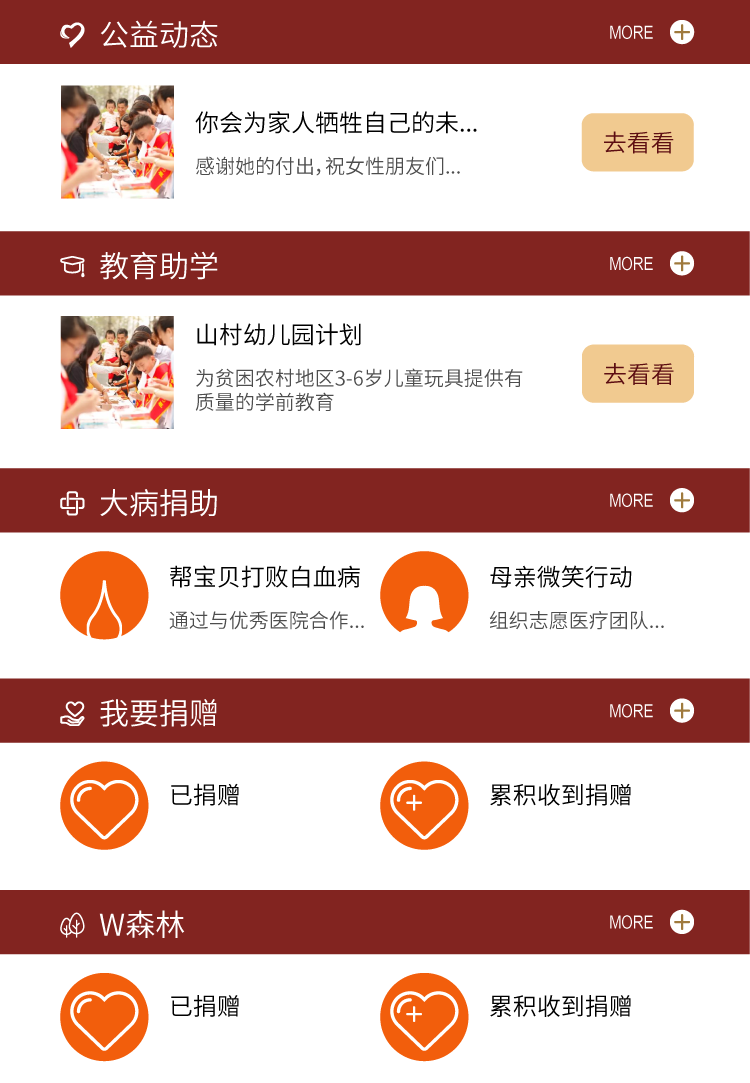 公益动态
MORE
你会为家人牺牲自己的未...
感谢她的付出，祝女性朋友们...
去看看
教育助学
MORE
山村幼儿园计划
为贫困农村地区3-6岁儿童玩具提供有
质量的学前教育
去看看
大病捐助
MORE
帮宝贝打败白血病
通过与优秀医院合作...
母亲微笑行动
组织志愿医疗团队...
我要捐赠
MORE
已捐赠
累积收到捐赠
W森林
MORE
已捐赠
累积收到捐赠